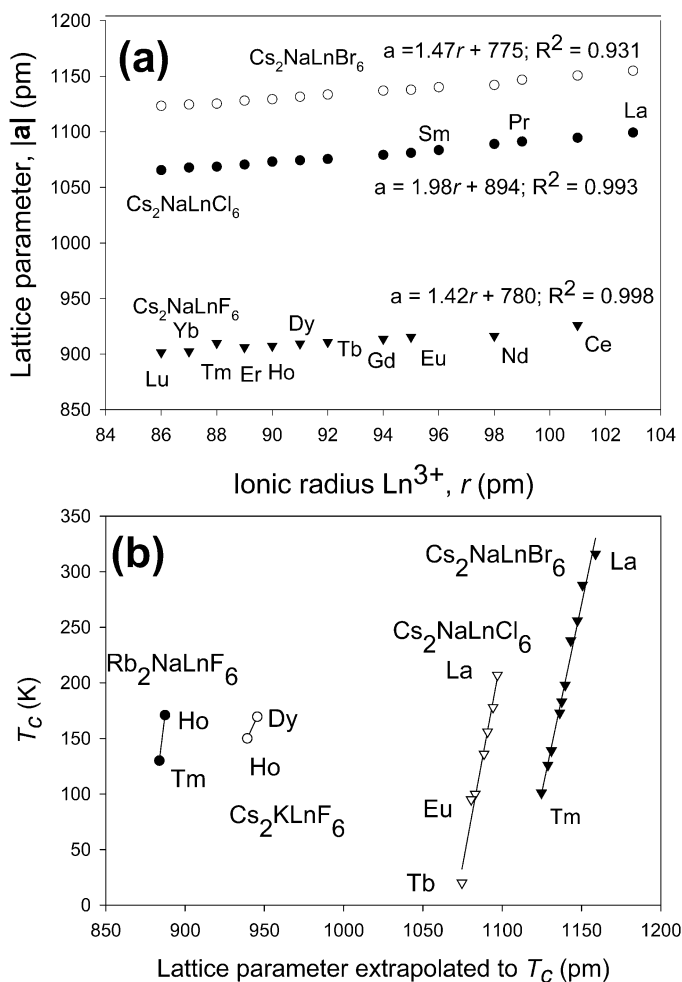 1200
(a)
Cs2NaLnBr6
a =1.47r + 775; R2 = 0.931
1150
La
1100
Sm
Pr
1050
Cs2NaLnCl6
a = 1.98r + 894; R2 = 0.993
1000
950
Cs2NaLnF6
a = 1.42r + 780; R2 = 0.998
Yb
Dy
900
Lu
Tm
Er
Ho
Tb
Gd
Eu
Nd
Ce
850
Lattice parameter, |a| (pm)
84 86 88 90 92 94 96 98 100 102 104
Ionic radius Ln3+, r (pm)
350
(b)
Cs2NaLnBr6
La
300
250
Cs2NaLnCl6
200
Rb2NaLnF6
La
Ho
Dy
150
Tm
Ho
100
Cs2KLnF6
Eu
Tm
50
Tb
0
Tc (K)
850 900 950 1000 1050 1100 1150 1200
Lattice parameter extrapolated to Tc (pm)